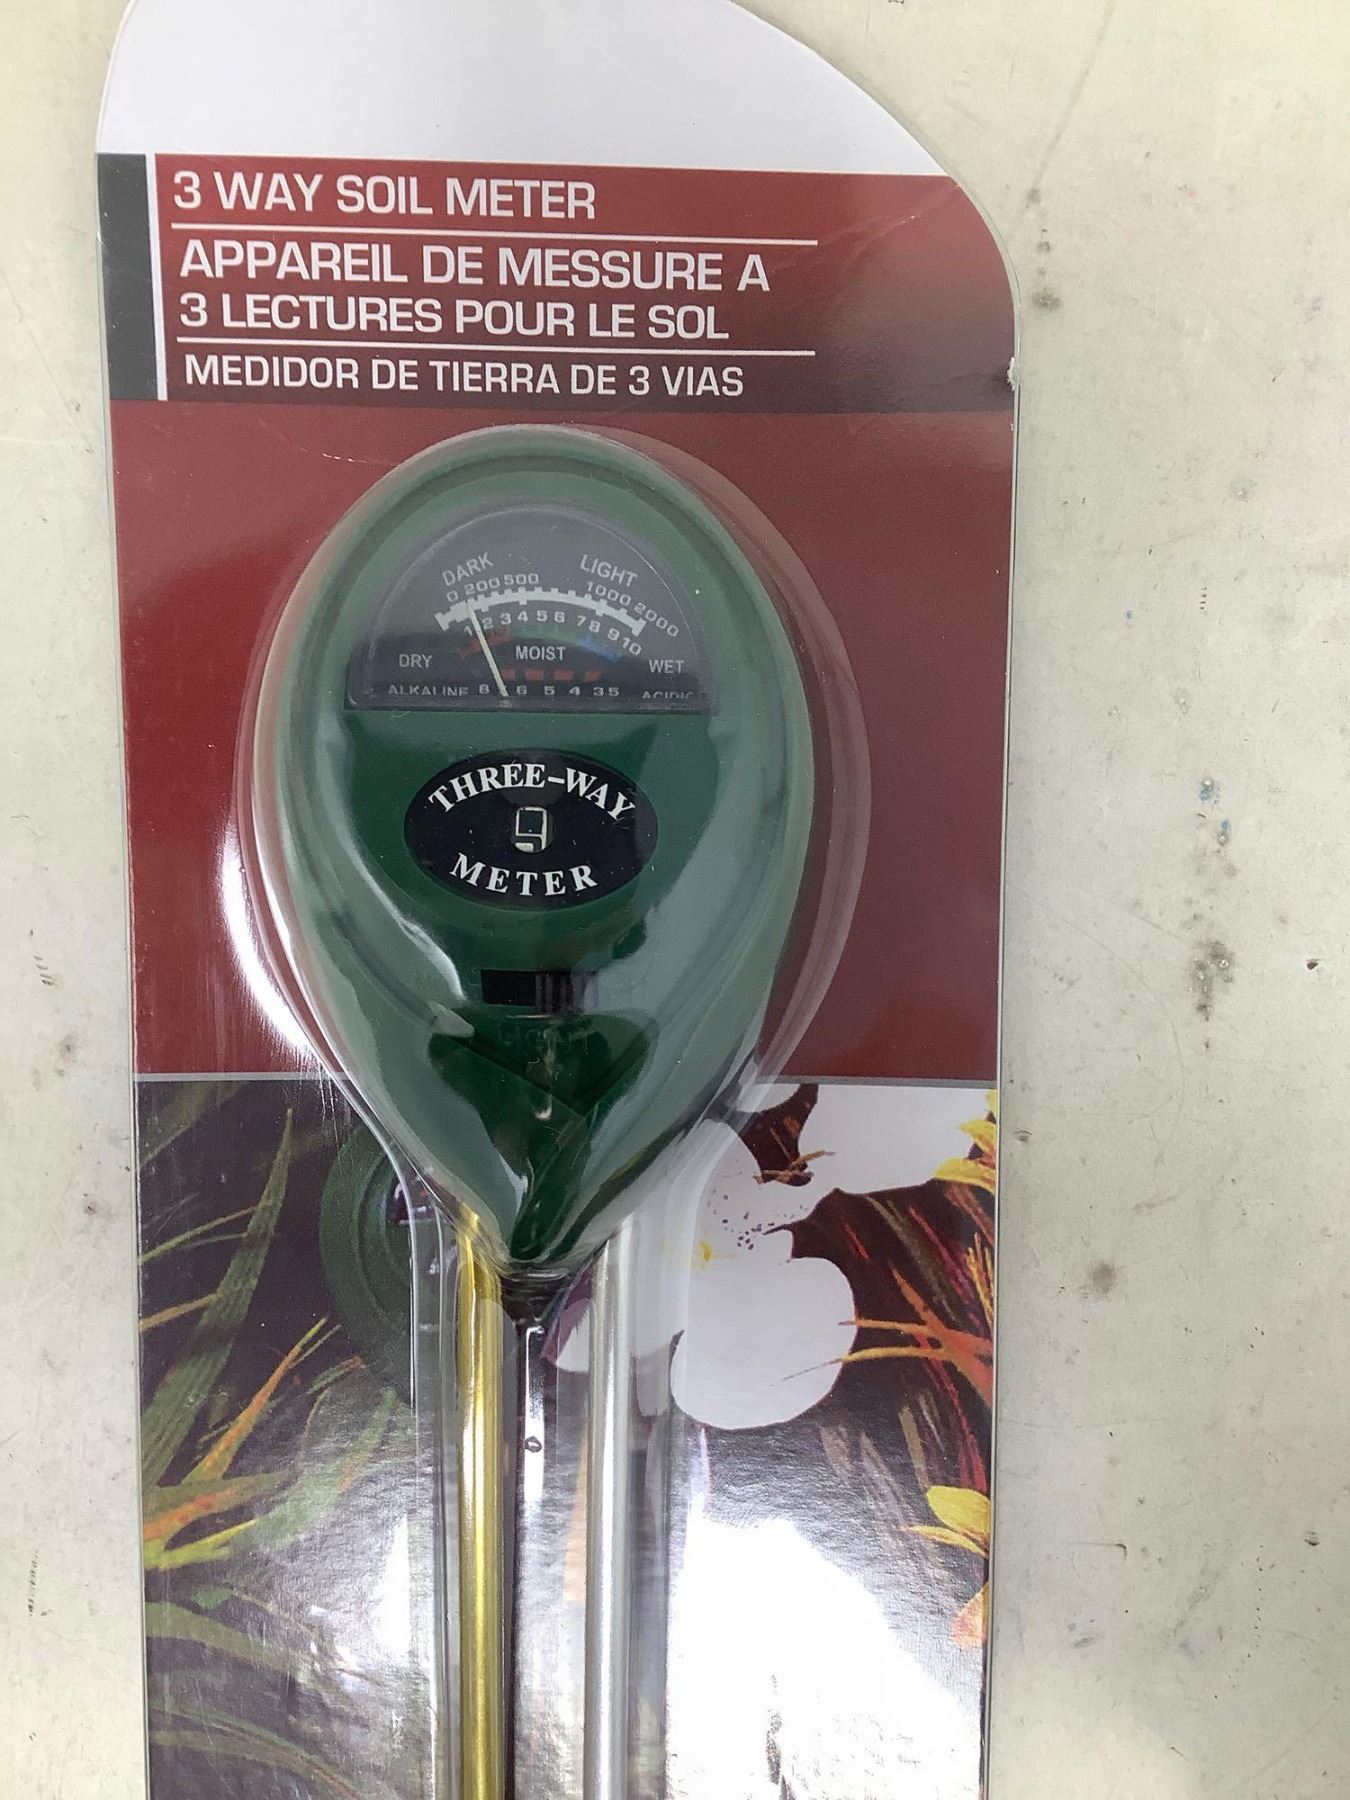 3 WAY SOIL METER
APPAREIL DE MESSURE A
3 LECTURES POUR LE SOL
MEDIDOR DE TIERRA DE 3 VIAS
DARK LIGHT
0 200 500 1000 2000
1 2 3 4 5 6 7 8 9 10
DRY MOIST WET
ALKALINE 8 6 5 4 3.5 ACIDIC
THREE-WAY
METER